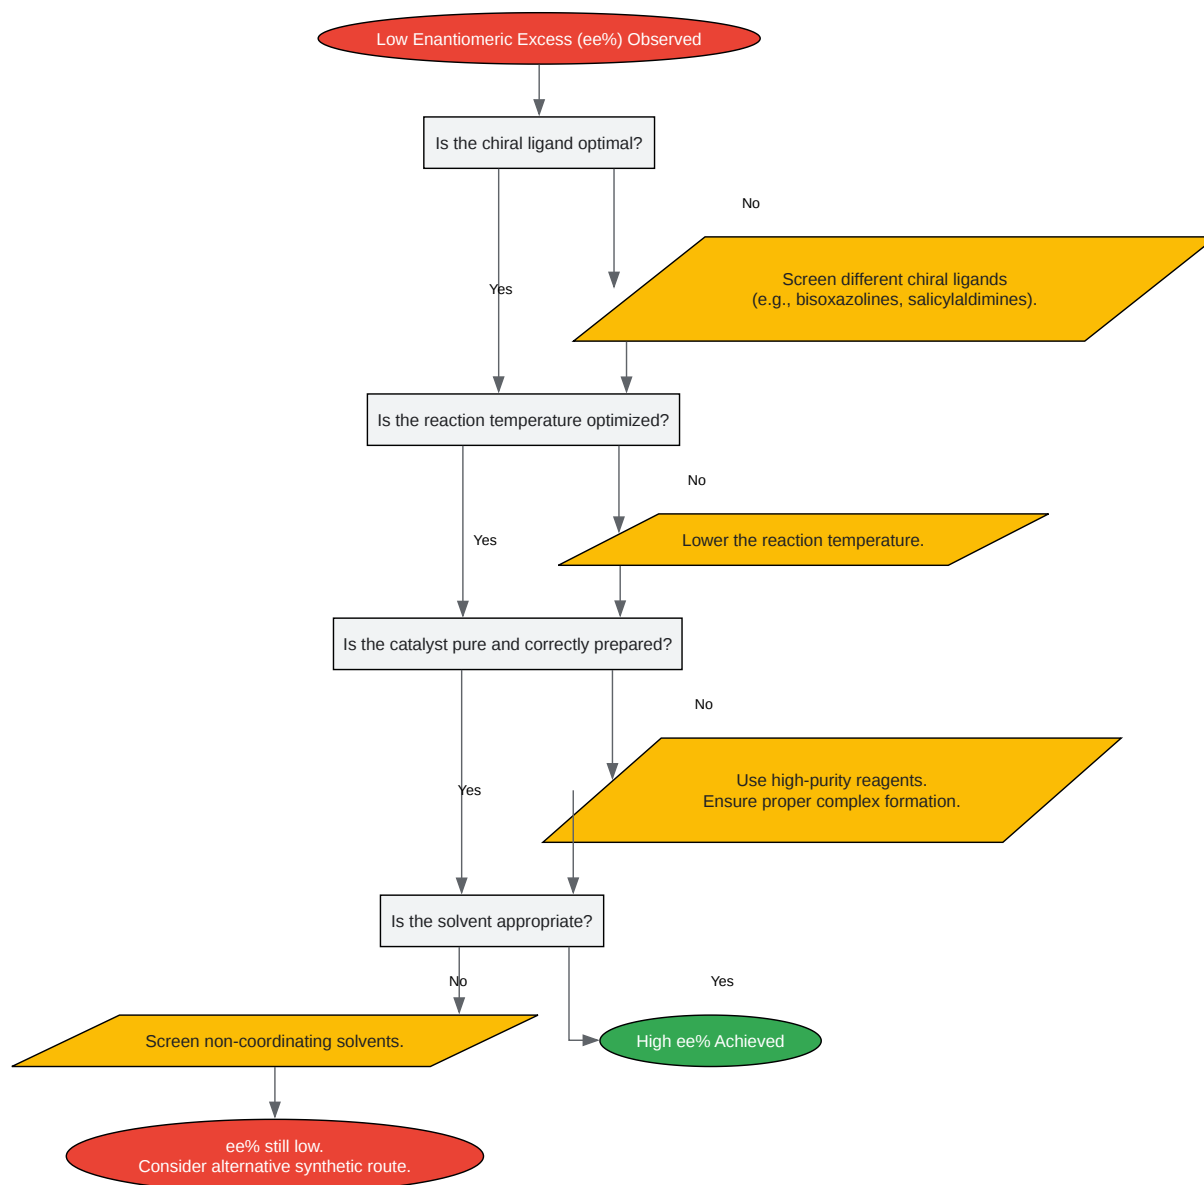 Low Enantiomeric Excess (ee%) Observed
Is the chiral ligand optimal?
No
Screen different chiral ligands
(e.g., bisoxazolines, salicylaldimines).
Yes
Is the reaction temperature optimized?
No
Yes
Lower the reaction temperature.
Is the catalyst pure and correctly prepared?
No
Use high-purity reagents.
Ensure proper complex formation.
Yes
Is the solvent appropriate?
No
Yes
Screen non-coordinating solvents.
High ee% Achieved
ee% still low.
Consider alternative synthetic route.